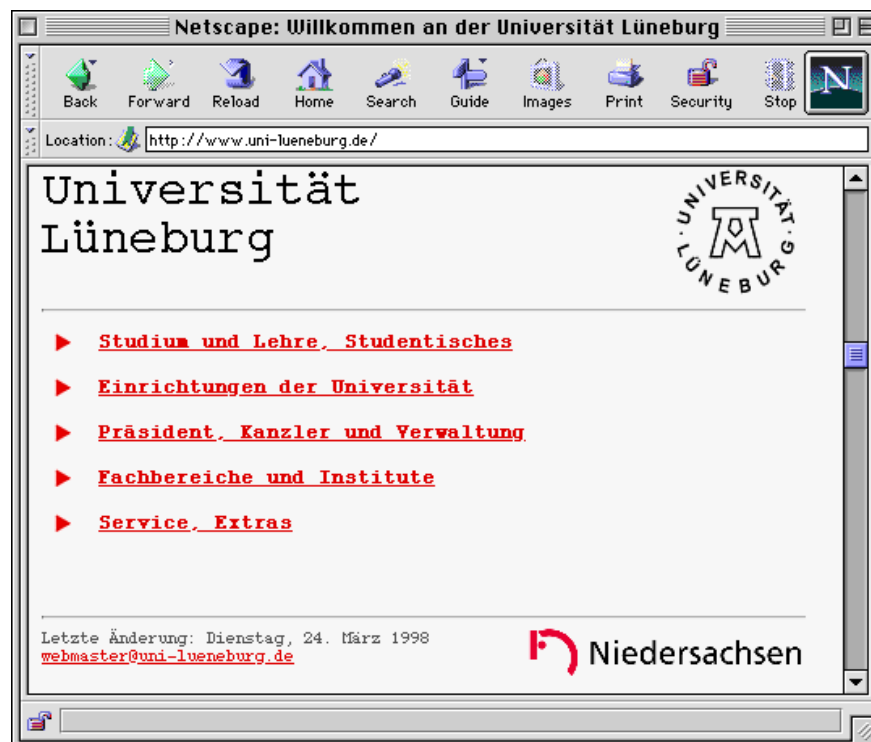 Netscape: Willkommen an der Universität Lüneburg
Back Forward Reload Home Search Guide Images Print Security Stop N
Location: http://www.uni-lueneburg.de/
Universität
Lüneburg
· UNIVERSITÄT · LÜNEBURG
Studium und Lehre, Studentisches
Einrichtungen der Universität
Präsident, Kanzler und Verwaltung
Fachbereiche und Institute
Service, Extras
Letzte Änderung: Dienstag, 24. März 1998
webmaster@uni-lueneburg.de
Niedersachsen